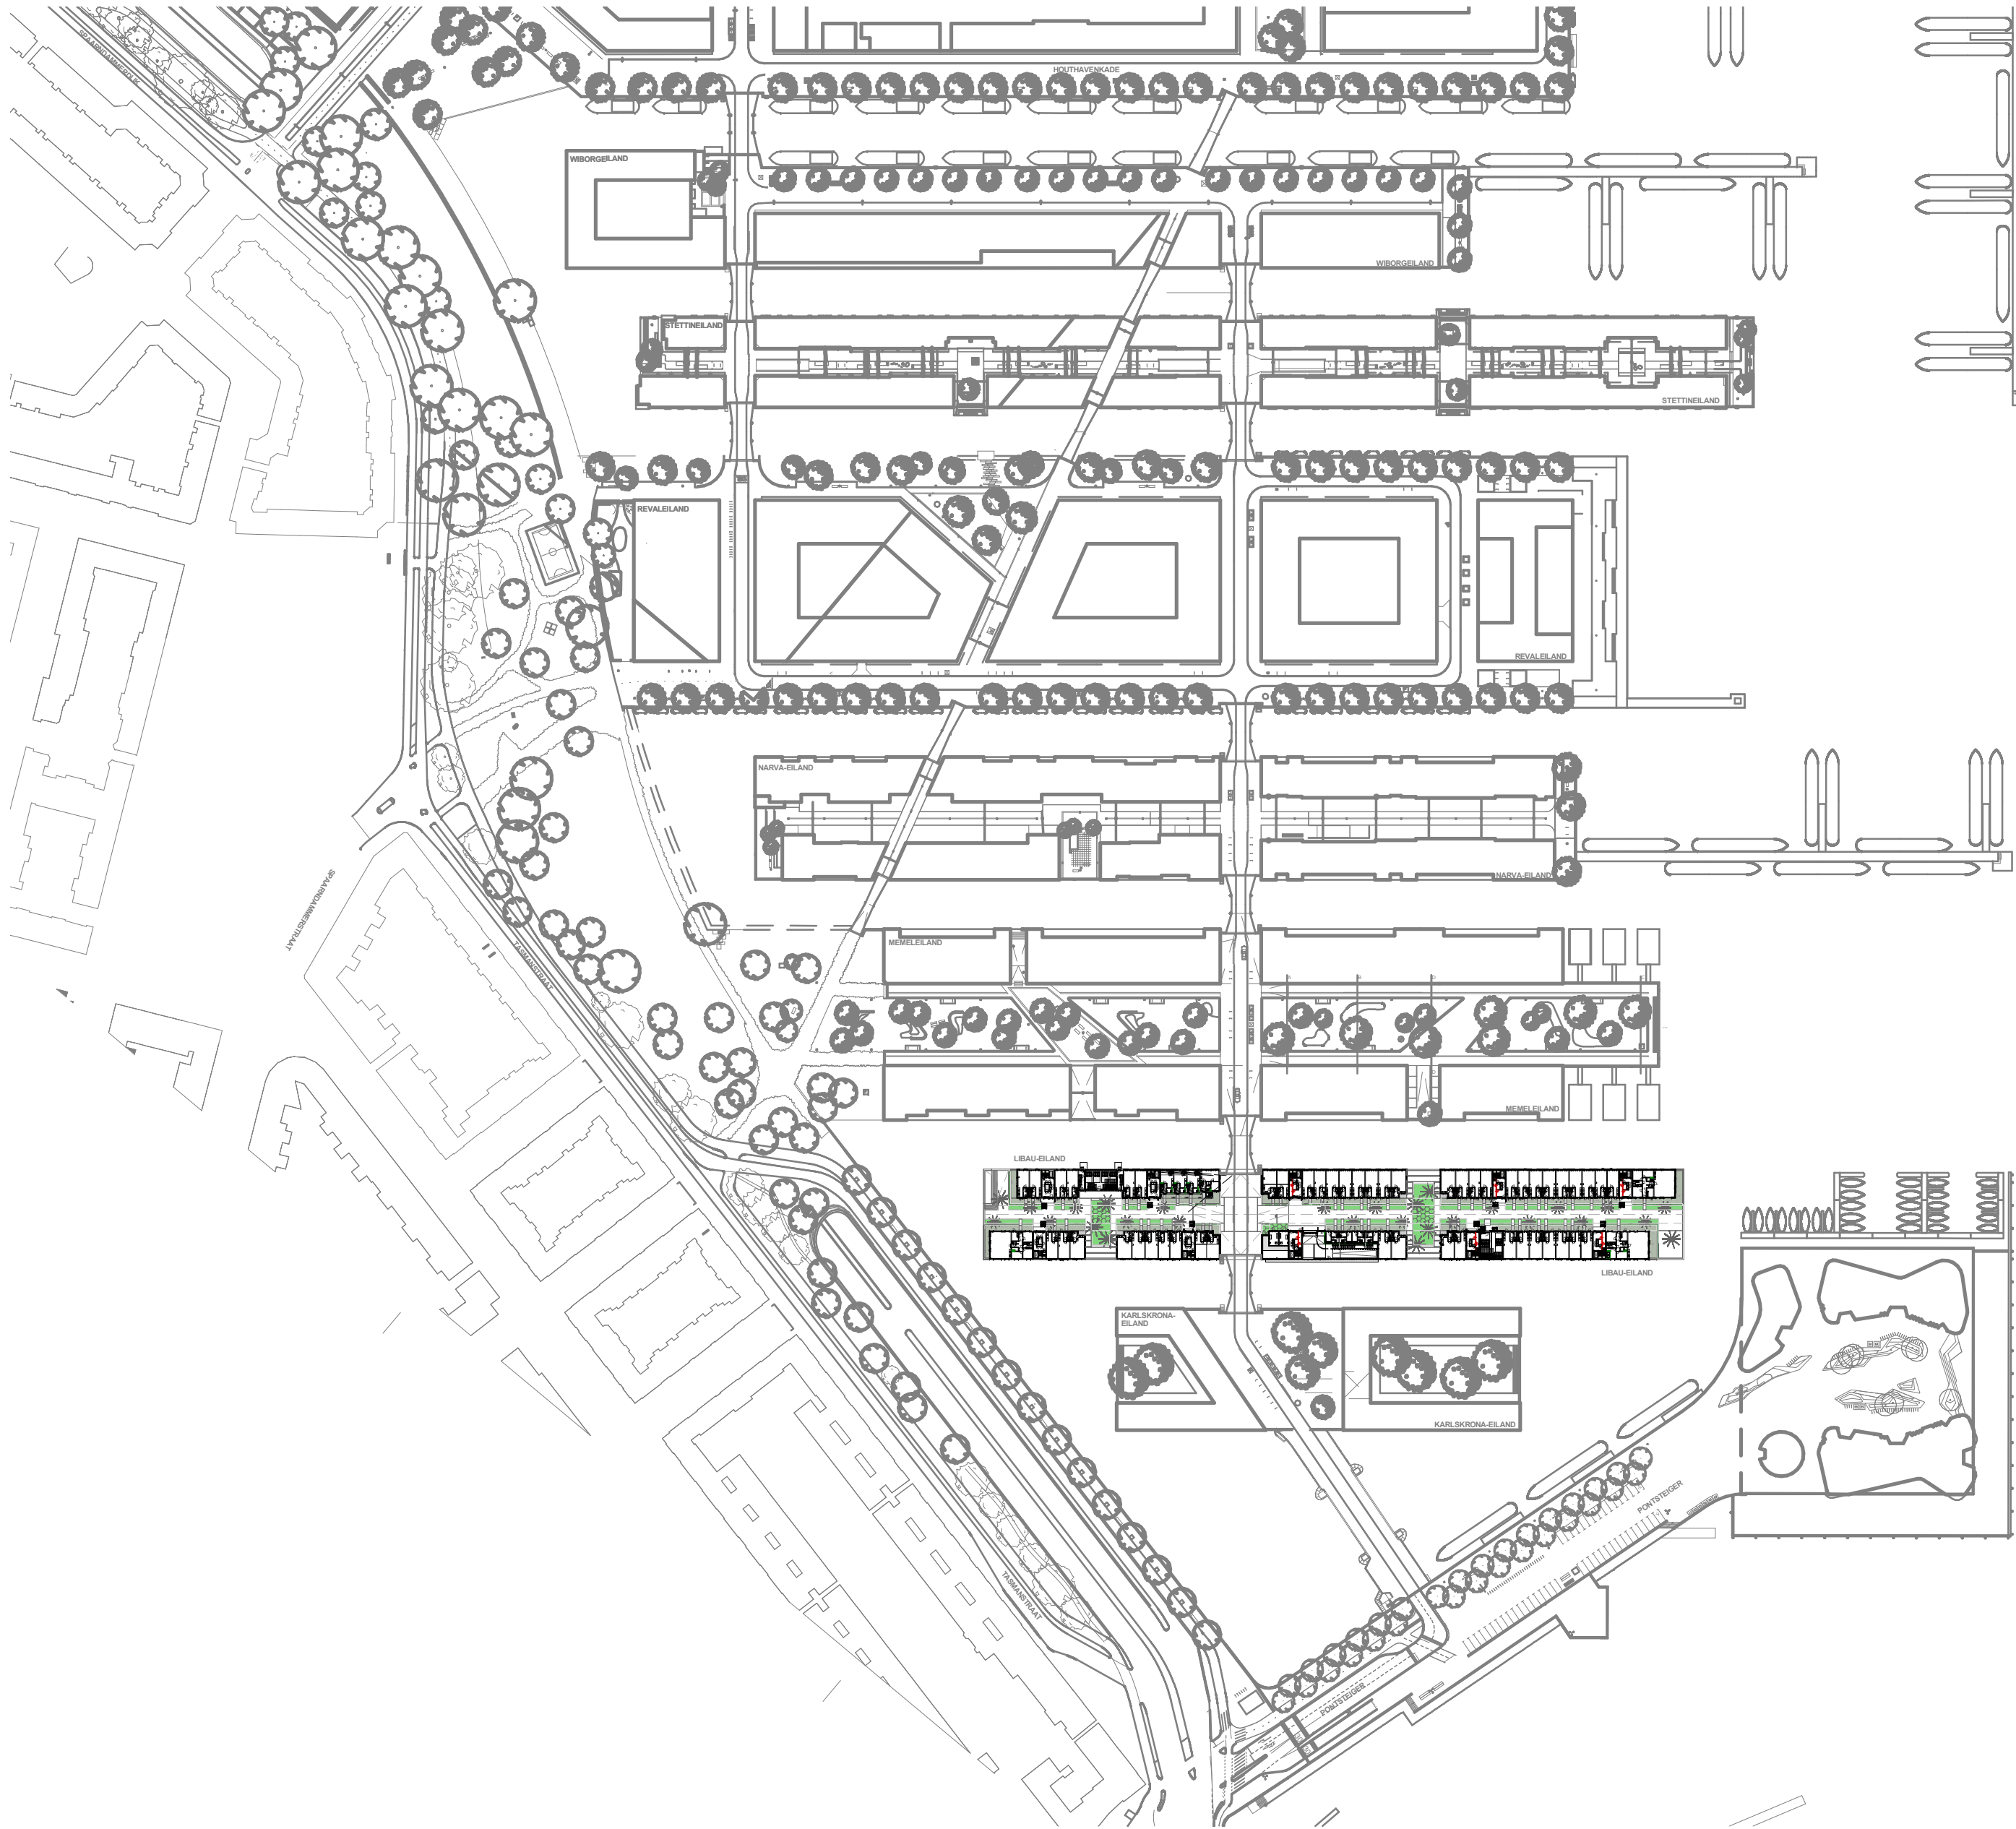 SPAARNDAMMERDIJK
HOUTHAVENKADE
WIBORGEILAND
WIBORGEILAND
STETTINEILAND
STETTINEILAND
REVALEILAND
REVALEILAND
NARVA-EILAND
NARVA-EILAND
SPAARNDAMMERSTRAAT
TASMANSTRAAT
MEMELEILAND
MEMELEILAND
LIBAU-EILAND
LIBAU-EILAND
KARLSKRONA-
EILAND
KARLSKRONA-EILAND
PONTSTEIGER
TASMANSTRAAT
PONTSTEIGER